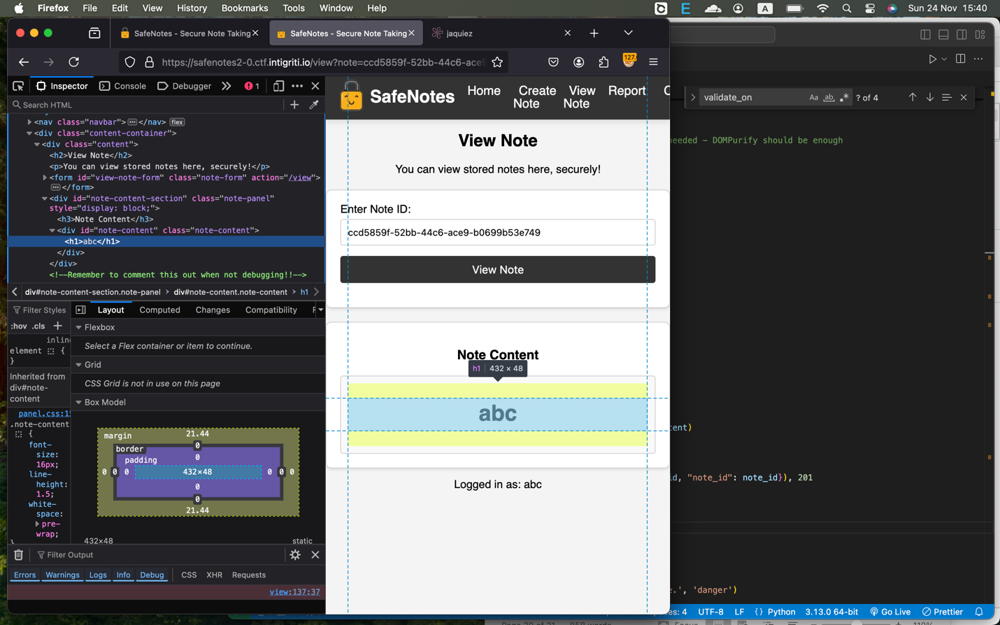 Firefox File Edit View History Bookmarks Tools Window Help
Sun 24 Nov 15:40
SafeNotes - Secure Note Taking
SafeNotes - Secure Note Taking
jaquiez
https://safenotes2-0.ctf.intigriti.io/view?note=ccd5859f-52bb-44c6-ace9
127.
Inspector Console Debugger 1
Search HTML
<nav class="navbar"> </nav> flex
<div class="content-container">
<div class="content">
<h2>View Note</h2>
<p>You can view stored notes here, securely!</p>
<form id="view-note-form" class="note-form" action="/view">
</form>
<div id="note-content-section" class="note-panel"
style="display: block;">
<h3>Note Content</h3>
<div id="note-content" class="note-content">
<h1>abc</h1>
</div>
</div>
<!--Remember to comment this out when not debugging!!-->
div#note-content-section.note-panel > div#note-content.note-content > h1
Filter Styles
:hov .cls +
inline
element {
}
Inherited from
div#note-
content
panel.css:15
.note-content
{
font-
size:
16px;
line-
height:
1.5;
white-
space:
pre-
wrap;
}
Layout Computed Changes Compatibility F
Flexbox
Select a Flex container or item to continue.
Grid
CSS Grid is not in use on this page
Box Model
margin 21.44
border 0
padding 0
0 0 0 432×48 0 0 0
0
0
21.44
432×48 static
Filter Output
Errors Warnings Logs Info Debug CSS XHR Requests
view:137:37
SafeNotes
Home Create Note View Note Report
View Note
You can view stored notes here, securely!
Enter Note ID:
ccd5859f-52bb-44c6-ace9-b0699b53e749
View Note
Note Content
h1 432 × 48
abc
Logged in as: abc
validate_on Aa ab ? of 4
needed - DOMPurify should be enough
tent)
id, "note_id": note_id}), 201
e.', 'danger')
es: 4 UTF-8 LF {} Python 3.13.0 64-bit Go Live Prettier